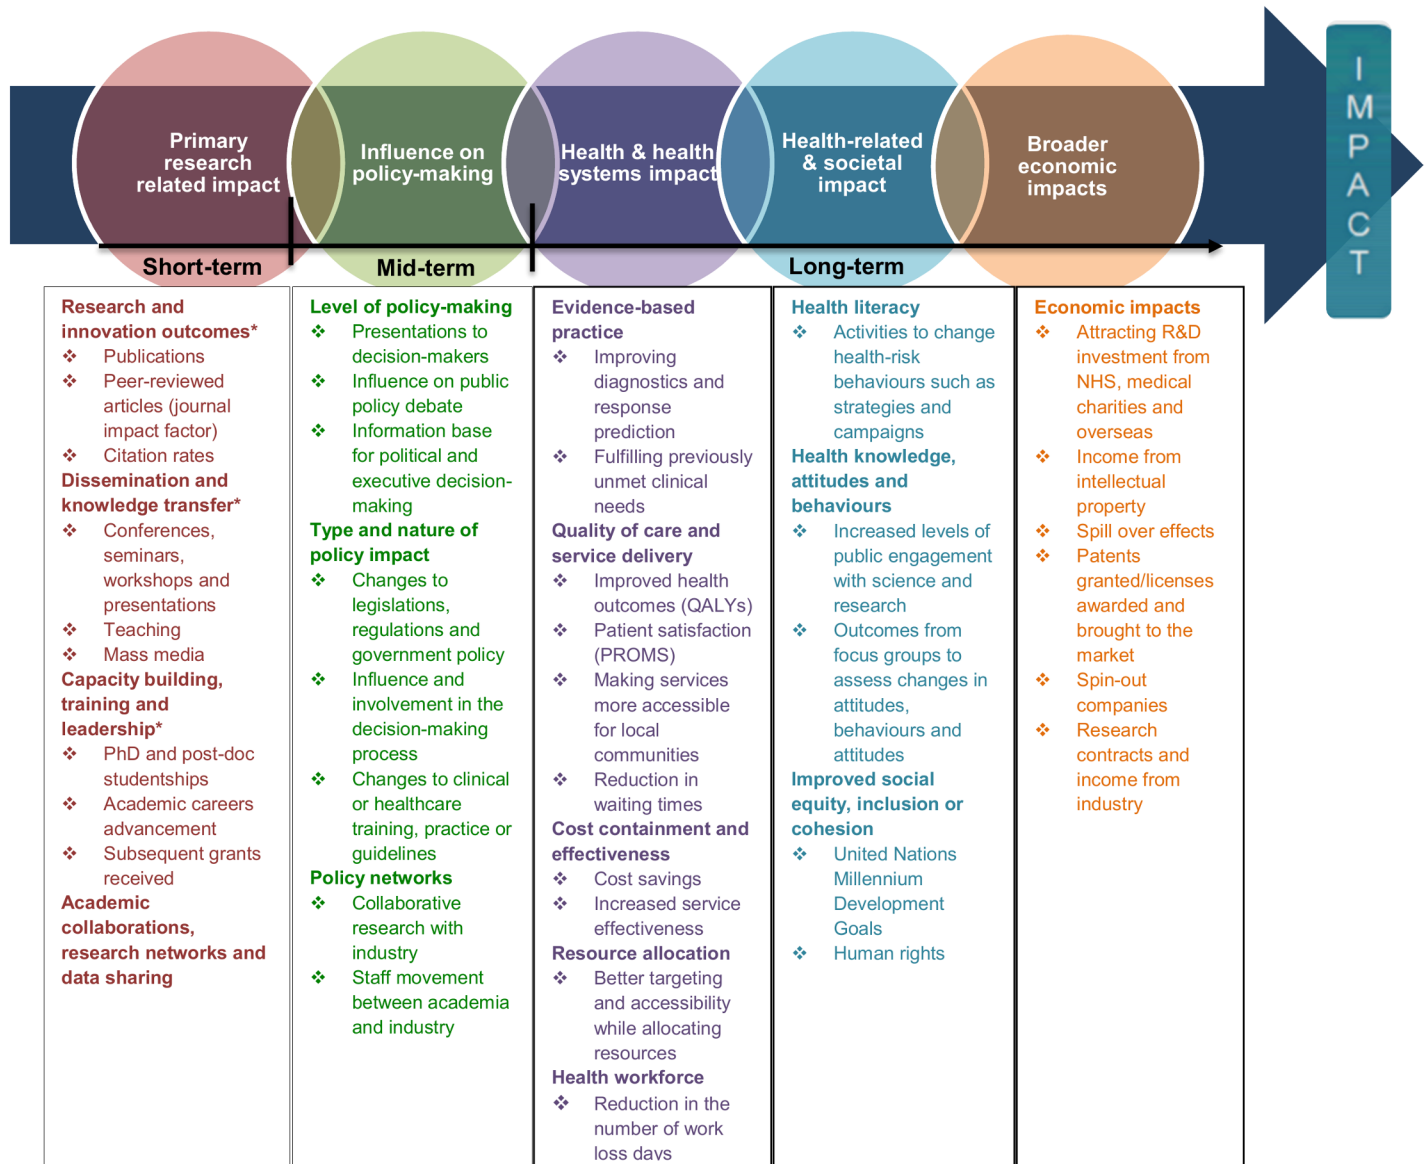 Primary
research
related impact
Influence on
policy-making
Health & health
systems impact
Health-related
& societal
impact
Broader
economic
impacts
I
M
P
A
C
T
Short-term
Mid-term
Long-term
Research and
innovation outcomes*
❖ Publications
❖ Peer-reviewed
articles (journal
impact factor)
❖ Citation rates
Dissemination and
knowledge transfer*
❖ Conferences,
seminars,
workshops and
presentations
❖ Teaching
❖ Mass media
Capacity building,
training and
leadership*
❖ PhD and post-doc
studentships
❖ Academic careers
advancement
❖ Subsequent grants
received
Academic
collaborations,
research networks and
data sharing
Level of policy-making
❖ Presentations to
decision-makers
❖ Influence on public
policy debate
❖ Information base
for political and
executive decision-
making
Type and nature of
policy impact
❖ Changes to
legislations,
regulations and
government policy
❖ Influence and
involvement in the
decision-making
process
❖ Changes to clinical
or healthcare
training, practice or
guidelines
Policy networks
❖ Collaborative
research with
industry
❖ Staff movement
between academia
and industry
Evidence-based
practice
❖ Improving
diagnostics and
response
prediction
❖ Fulfilling previously
unmet clinical
needs
Quality of care and
service delivery
❖ Improved health
outcomes (QALYs)
❖ Patient satisfaction
(PROMS)
❖ Making services
more accessible
for local
communities
❖ Reduction in
waiting times
Cost containment and
effectiveness
❖ Cost savings
❖ Increased service
effectiveness
Resource allocation
❖ Better targeting
and accessibility
while allocating
resources
Health workforce
❖ Reduction in the
number of work
loss days
Health literacy
❖ Activities to change
health-risk
behaviours such as
strategies and
campaigns
Health knowledge,
attitudes and
behaviours
❖ Increased levels of
public engagement
with science and
research
❖ Outcomes from
focus groups to
assess changes in
attitudes,
behaviours and
attitudes
Improved social
equity, inclusion or
cohesion
❖ United Nations
Millennium
Development
Goals
❖ Human rights
Economic impacts
❖ Attracting R&D
investment from
NHS, medical
charities and
overseas
❖ Income from
intellectual
property
❖ Spill over effects
❖ Patents
granted/licenses
awarded and
brought to the
market
❖ Spin-out
companies
❖ Research
contracts and
income from
industry